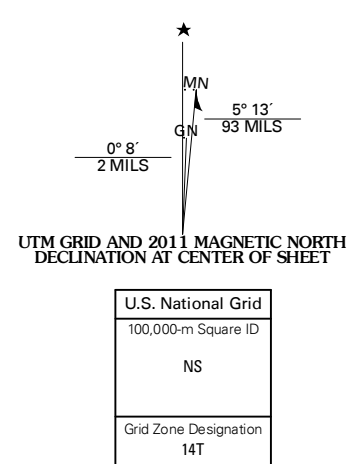 ★
MN
5° 13´
93 MILS
GN
0° 8´
2 MILS
UTM GRID AND 2011 MAGNETIC NORTH
DECLINATION AT CENTER OF SHEET
U.S. National Grid
100,000-m Square ID
NS
Grid Zone Designation
14T